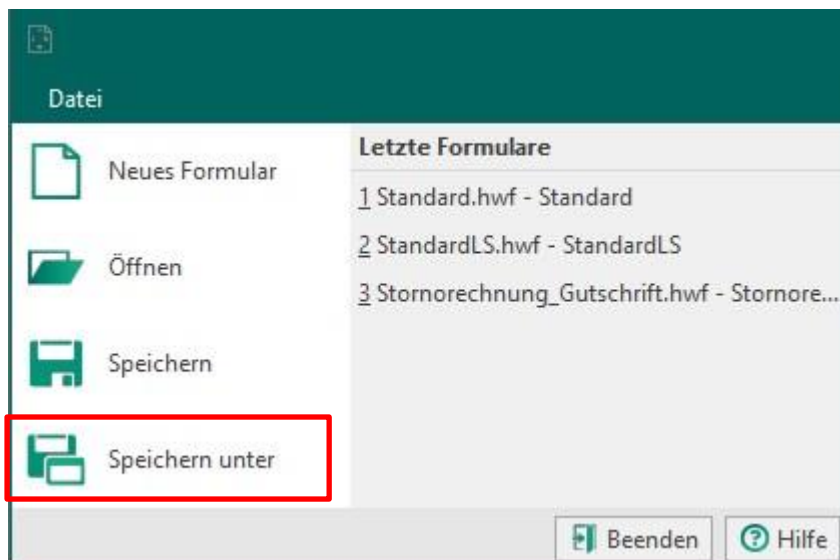 Datei
Neues Formular
Öffnen
Speichern
Speichern unter
Letzte Formulare
1 Standard.hwf - Standard
2 StandardLS.hwf - StandardLS
3 Stornorechnung_Gutschrift.hwf - Stornore...
Beenden
Hilfe